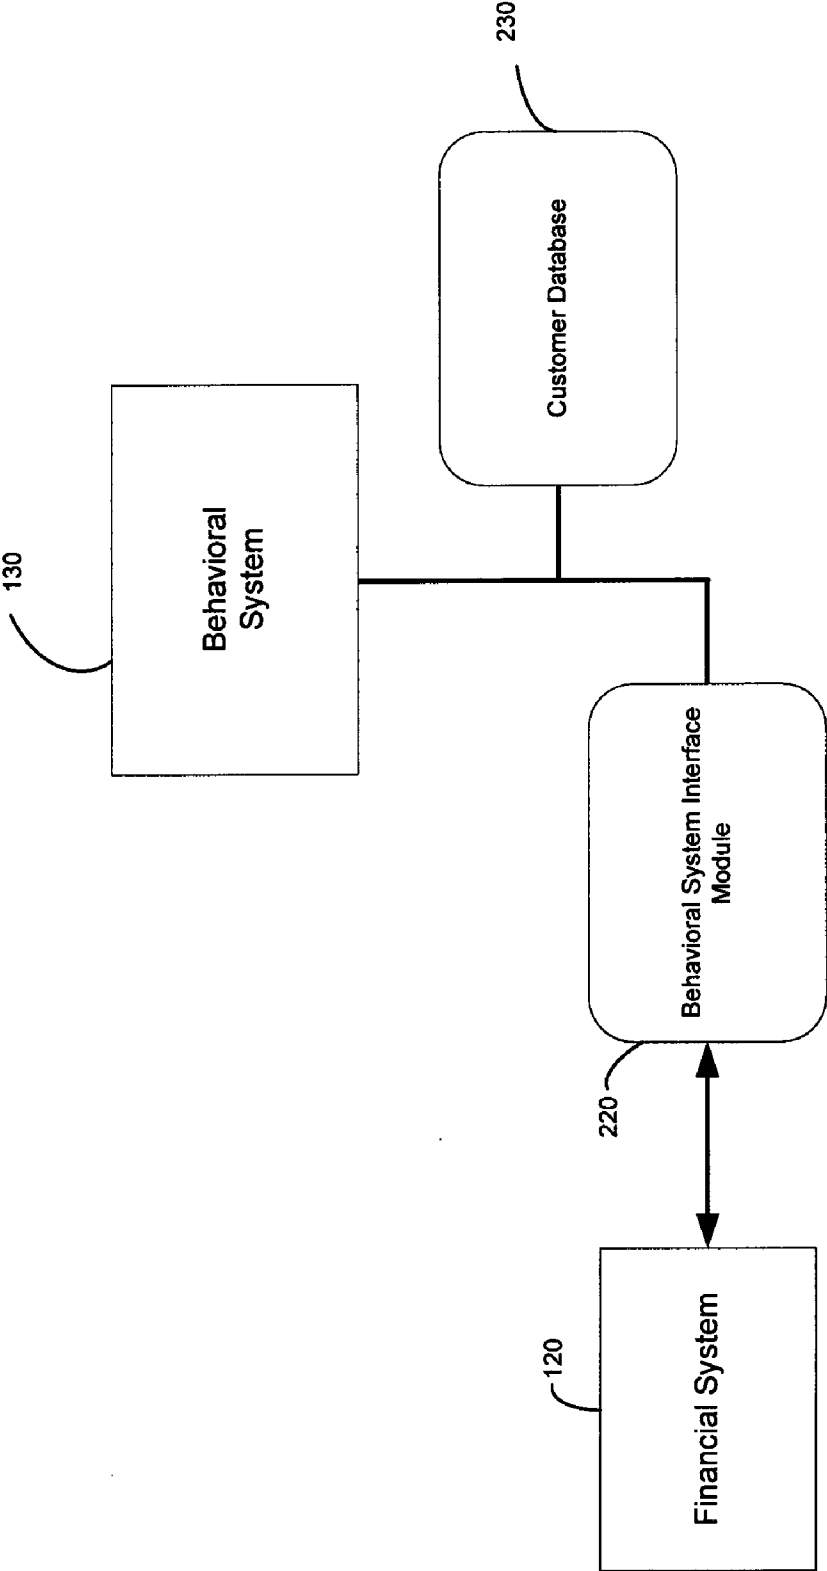 130
Behavioral
System
230
Customer Database
Behavioral System Interface
Module
220
120
Financial System